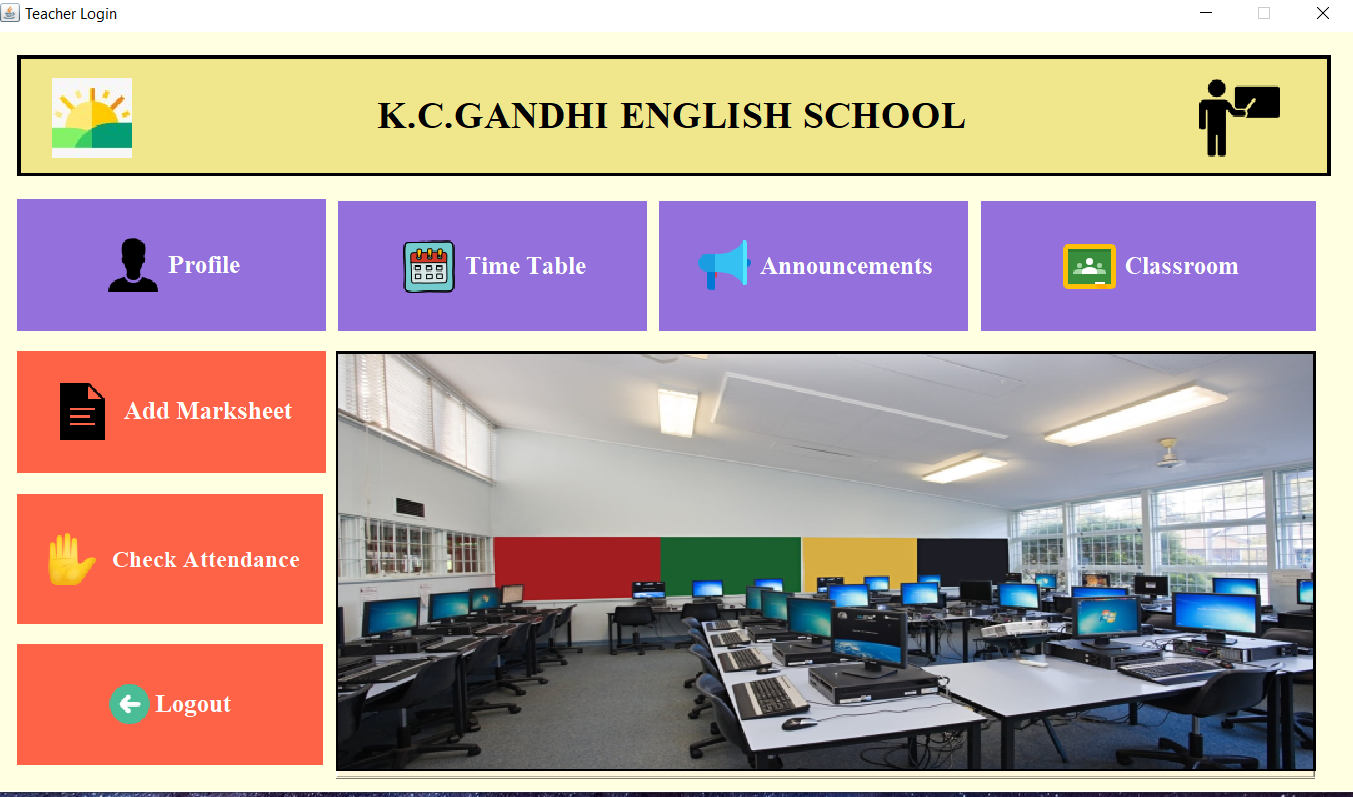 Teacher Login
K.C.GANDHI ENGLISH SCHOOL
Profile
Time Table
Announcements
Classroom
Add Marksheet
Check Attendance
Logout